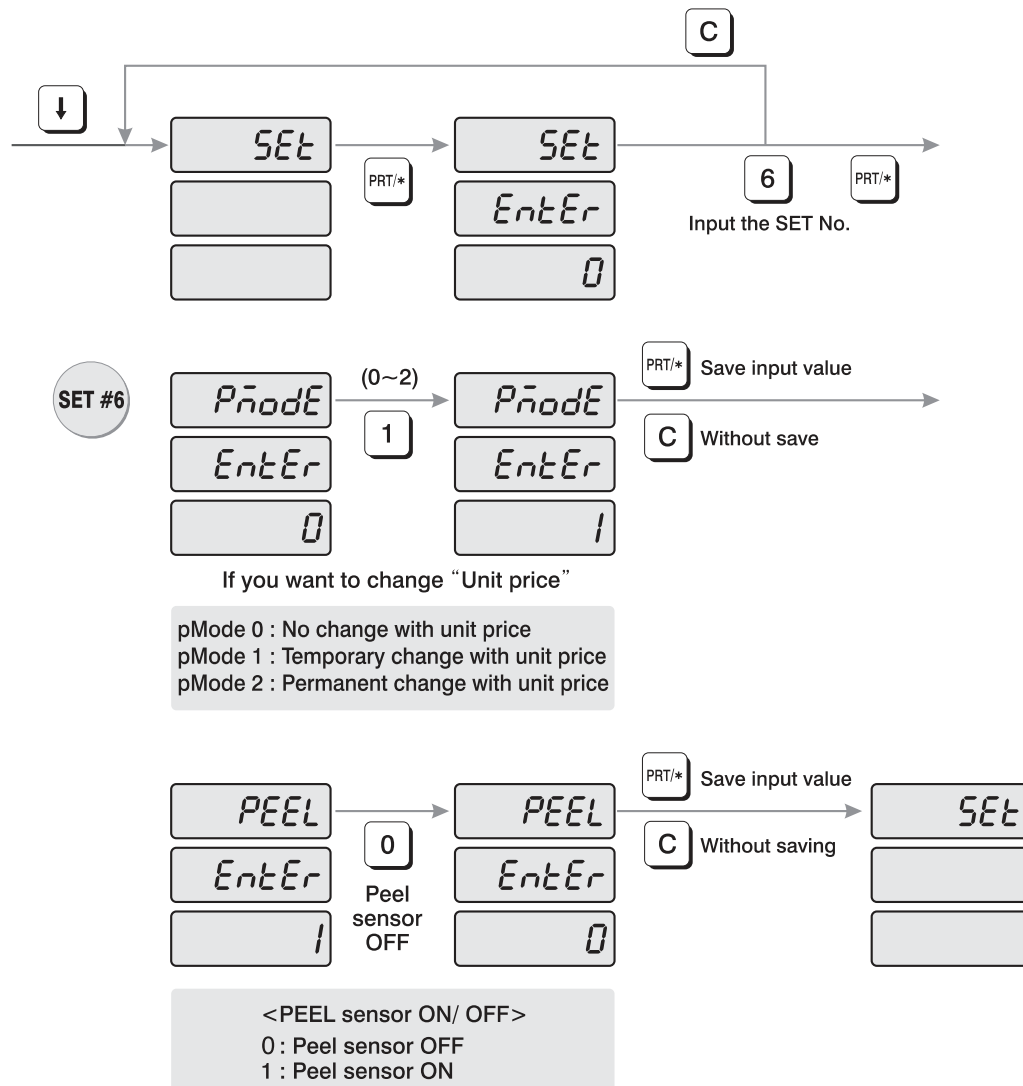 C
↓
SEt
SEt
PRT/*
EntEr
0
6
PRT/*
Input the SET No.
SET #6
PmodE
(0~2)
PmodE
PRT/*
Save input value
1
C
Without save
EntEr
EntEr
0
1
If you want to change “Unit price”
pMode 0 : No change with unit price
pMode 1 : Temporary change with unit price
pMode 2 : Permanent change with unit price
PEEL
PEEL
PRT/*
Save input value
SEt
0
C
Without saving
EntEr
EntEr
Peel
sensor
OFF
1
0
<PEEL sensor ON/ OFF>
0 : Peel sensor OFF
1 : Peel sensor ON